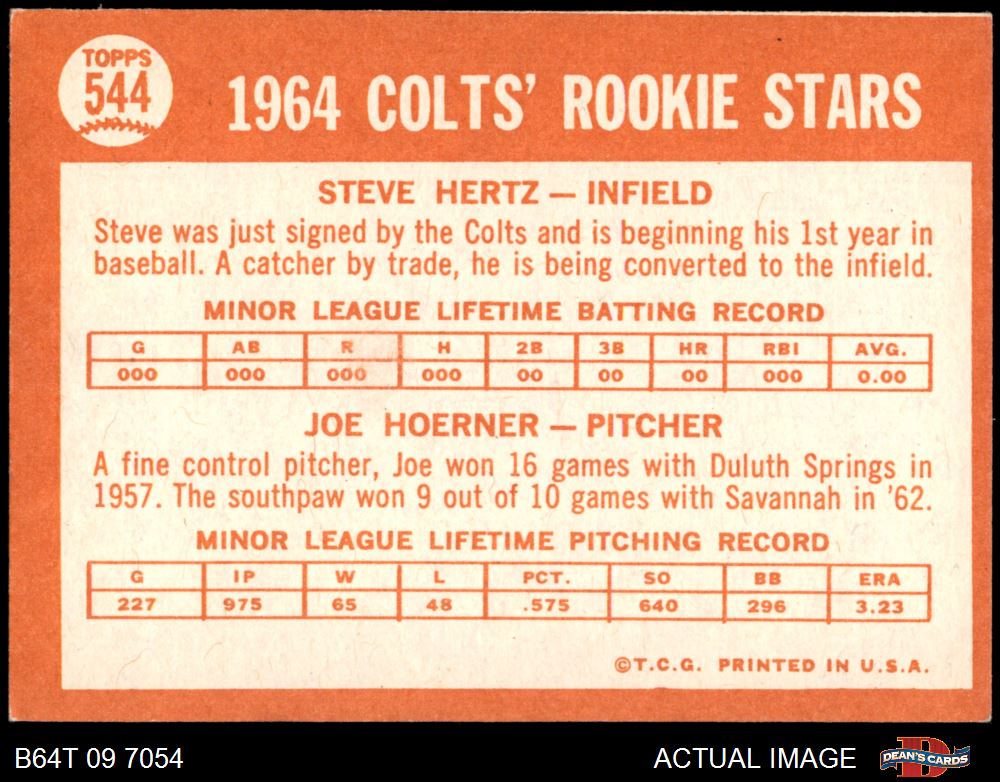 TOPPS
544
1964 COLTS' ROOKIE STARS
STEVE HERTZ — INFIELD
Steve was just signed by the Colts and is beginning his 1st year in
baseball. A catcher by trade, he is being converted to the infield.
MINOR LEAGUE LIFETIME BATTING RECORD
G AB R H 2B 3B HR RBI AVG.
000 000 000 000 00 00 00 000 0.00
JOE HOERNER — PITCHER
A fine control pitcher, Joe won 16 games with Duluth Springs in
1957. The southpaw won 9 out of 10 games with Savannah in '62.
MINOR LEAGUE LIFETIME PITCHING RECORD
G IP W L PCT. SO BB ERA
227 975 65 48 .575 640 296 3.23
©T.C.G. PRINTED IN U.S.A.
B64T 09 7054 ACTUAL IMAGE DEAN'S CARDS